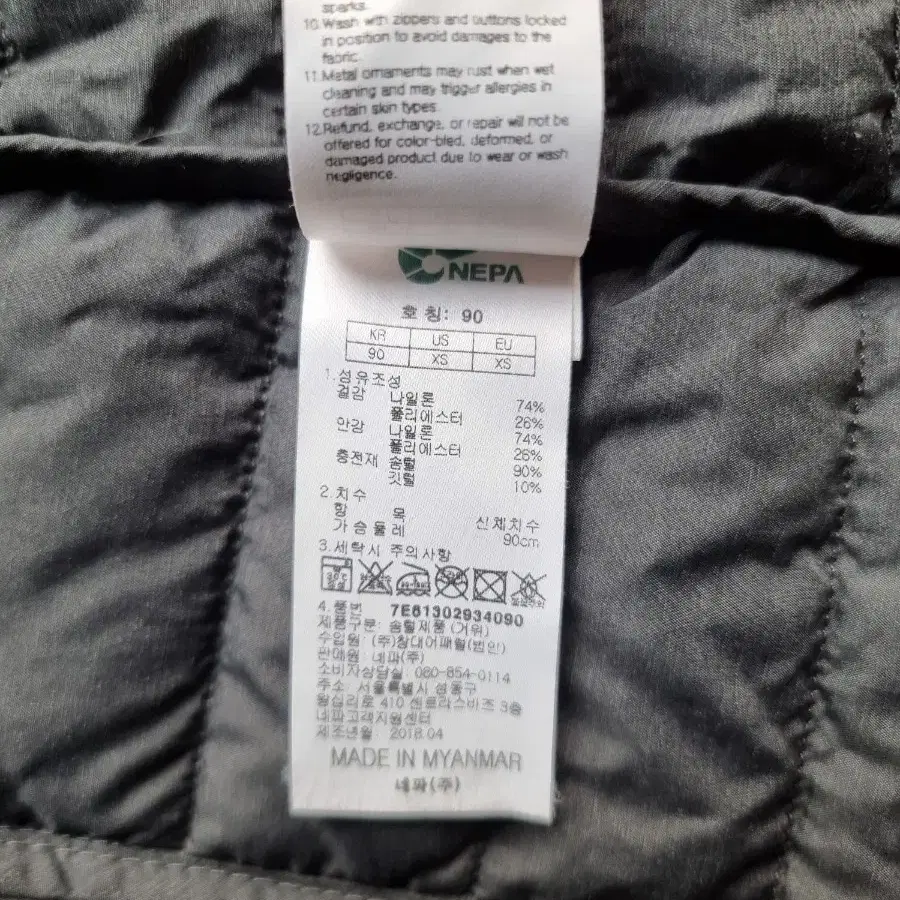 sparks.
10.Wash with zippers and buttons locked
in position to avoid damages to the
fabric.
11.Metal ornaments may rust when wet
cleaning and may trigger allergies in
certain skin types.
12.Refund, exchange, or repair will not be
offered for color-bled, deformed, or
damaged product due to wear or wash
negligence.
NEPA
호 칭: 90
KR US EU
90 XS XS
1.섬유조성
겉감 나일론 74%
폴리에스터 26%
안감 나일론 74%
폴리에스터 26%
충전재 솜털 90%
깃털 10%
2.치수
항 목 신체치수
가슴둘레 90cm
3.세탁시 주의사항
4.품번 7E61302934090
제품구분: 솜털제품 (거위)
수입원: (주)창대어패럴(법인)
판매원: 네파(주)
소비자상담실: 080-854-0114
주소: 서울특별시 성동구
왕십리로 410 센트라스비즈 3층
네파고객지원센터
제조년월: 2018.04
MADE IN MYANMAR
네파(주)